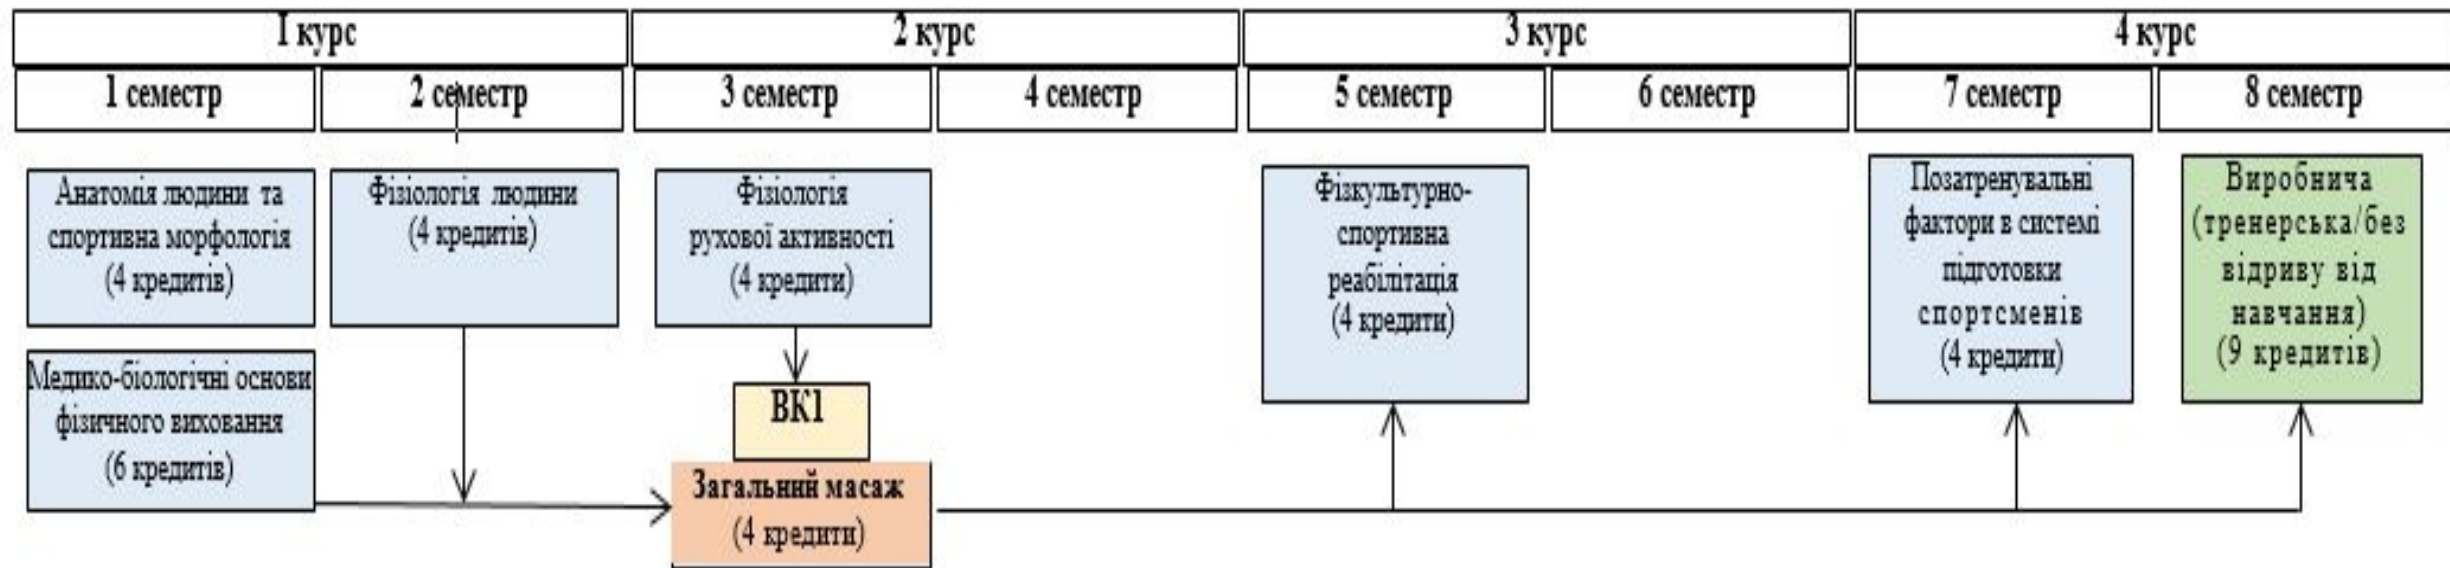 І курс
2 курс
3 курс
4 курс
1 семестр
2 семестр
3 семестр
4 семестр
5 семестр
6 семестр
7 семестр
8 семестр
Анатомія людини та
спортивна морфологія
(4 кредитів)
Медико-біологічні основи
фізичного виховання
(6 кредитів)
Фізіологія людини
(4 кредитів)
Фізіологія
рухової активності
(4 кредити)
ВК1
Загальний масаж
(4 кредити)
Фізкультурно-
спортивна
реабілітація
(4 кредити)
Позатренувальні
фактори в системі
підготовки
спортсменів
(4 кредити)
Виробнича
(тренерська/без
відриву від
навчання)
(9 кредитів)